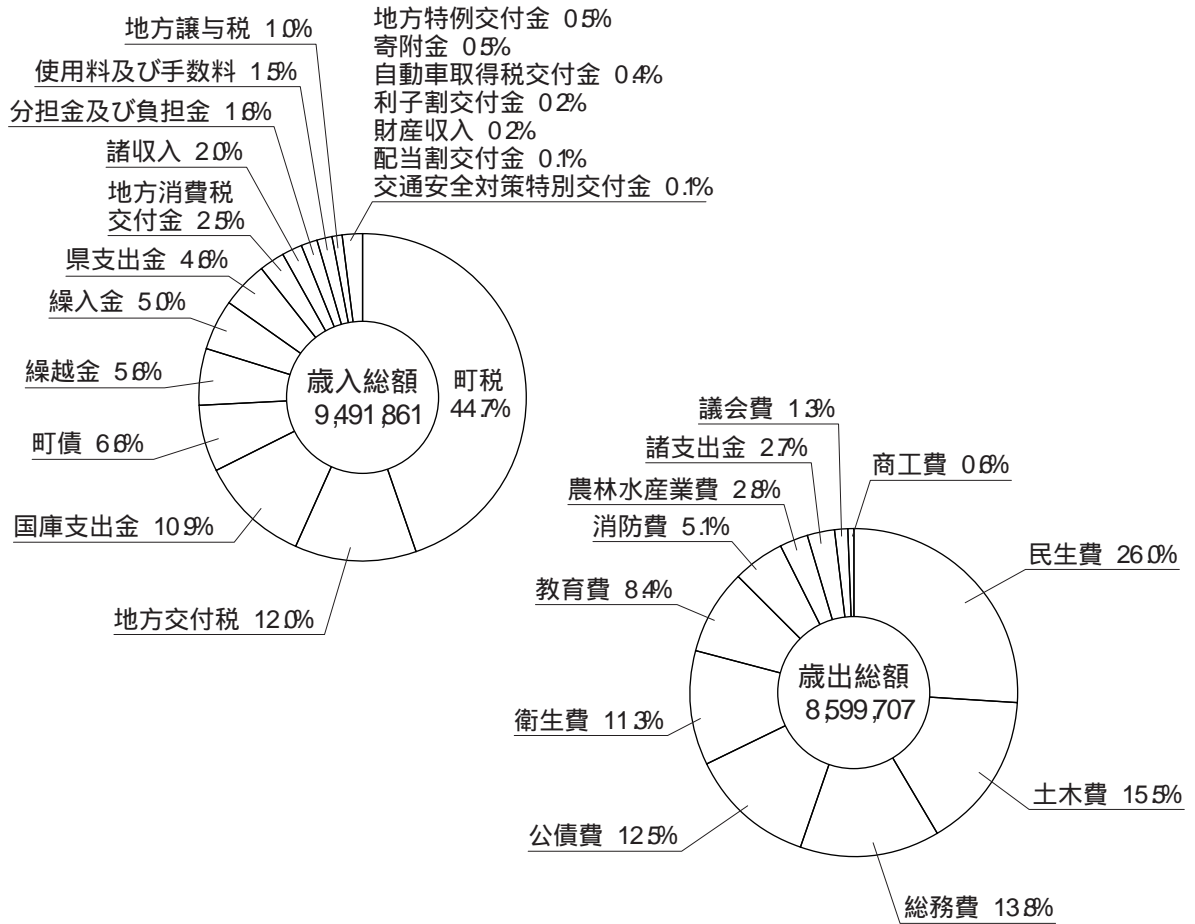 地方特例交付金 0.5%
寄附金 0.5%
自動車取得税交付金 0.4%
利子割交付金 0.2%
財産収入 0.2%
配当割交付金 0.1%
交通安全対策特別交付金 0.1%
地方譲与税 1.0%
使用料及び手数料 1.5%
分担金及び負担金 1.6%
諸収入 2.0%
地方消費税
交付金 2.5%
県支出金 4.6%
繰入金 5.0%
繰越金 5.6%
町債 6.6%
国庫支出金 10.9%
地方交付税 12.0%
町税
44.7%
歳入総額
9,491,861
議会費 1.3%
諸支出金 2.7%
商工費 0.6%
農林水産業費 2.8%
消防費 5.1%
教育費 8.4%
衛生費 11.3%
公債費 12.5%
総務費 13.8%
土木費 15.5%
民生費 26.0%
歳出総額
8,599,707